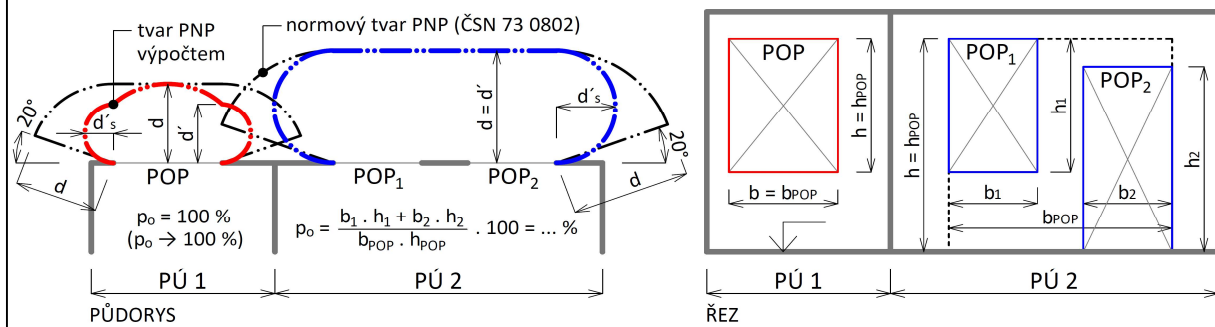 tvar PNP
výpočtem
normový tvar PNP (ČSN 73 0802)
20°
d
d´s
d
d´
d = d´
d´s
20°
d
POP
POP1
POP2
po = 100 %
(po → 100 %)
po = b1 . h1 + b2 . h2 / bPOP . hPOP . 100 = ... %
PÚ 1
PÚ 2
PŮDORYS
POP
h = hPOP
b = bPOP
h = hPOP
POP1
h1
POP2
h2
b1
b2
bPOP
PÚ 1
PÚ 2
ŘEZ